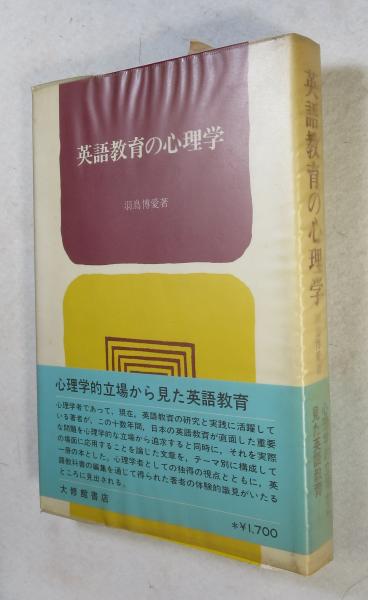 英語教育の心理学
羽鳥博愛著
心理学的立場から見た英語教育
心理学者であって，現在，英語教育の研究と実践に活躍して
いる著者が，この十数年間，日本の英語教育が直面した重要
な問題を心理学的な立場から追求すると同時に，それを実際
の場面に応用することを論じた文章を，テーマ別に構成して
一冊の本とした。心理学者としての独得の視点とともに，英
語教科書の編集を通じて得られた著者の体験的識見がいたる
ところに見出される。
大修館書店
*￥1,700
英語教育の心理学
見た英語教育